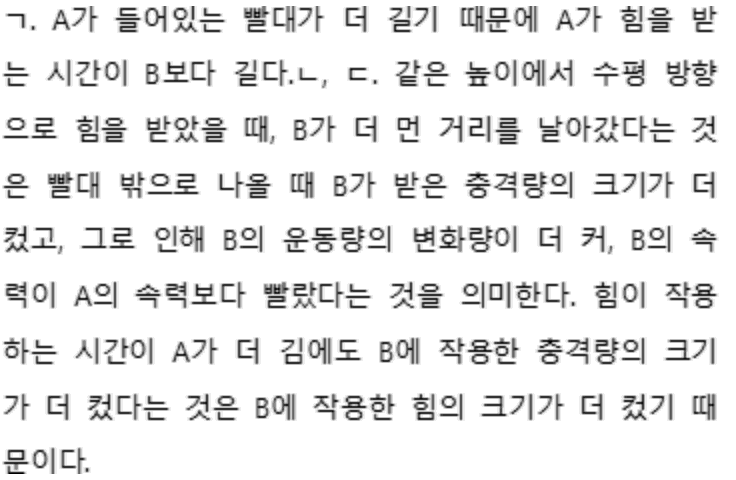 ㄱ. A가 들어있는 빨대가 더 길기 때문에 A가 힘을 받
는 시간이 B보다 길다.ㄴ, ㄷ. 같은 높이에서 수평 방향
으로 힘을 받았을 때, B가 더 먼 거리를 날아갔다는 것
은 빨대 밖으로 나올 때 B가 받은 충격량의 크기가 더
컸고, 그로 인해 B의 운동량의 변화량이 더 커, B의 속
력이 A의 속력보다 빨랐다는 것을 의미한다. 힘이 작용
하는 시간이 A가 더 김에도 B에 작용한 충격량의 크기
가 더 컸다는 것은 B에 작용한 힘의 크기가 더 컸기 때
문이다.